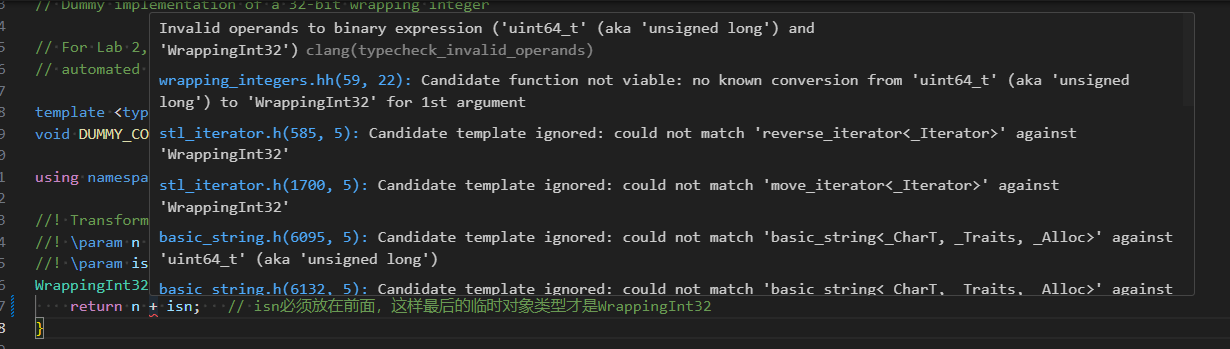 // Dummy implementation of a 32-bit wrapping integer
Invalid operands to binary expression ('uint64_t' (aka 'unsigned long') and
// For Lab 2,
'WrappingInt32') clang(typecheck_invalid_operands)
// automated
wrapping_integers.hh(59, 22): Candidate function not viable: no known conversion from 'uint64_t' (aka 'unsigned
long') to 'WrappingInt32' for 1st argument
template <typ
void DUMMY_CO
stl_iterator.h(585, 5): Candidate template ignored: could not match 'reverse_iterator<_Iterator>' against
'WrappingInt32'
using namespa
stl_iterator.h(1700, 5): Candidate template ignored: could not match 'move_iterator<_Iterator>' against
'WrappingInt32'
//! Transform
//! \param n
basic_string.h(6095, 5): Candidate template ignored: could not match 'basic_string<_CharT, _Traits, _Alloc>' against
//! \param is
'uint64_t' (aka 'unsigned long')
WrappingInt32
basic_string.h(6132, 5): Candidate template ignored: could not match 'basic_string<_CharT, _Traits, _Alloc>' against
return n + isn; // isn必须放在前面，这样最后的临时对象类型才是WrappingInt32
}